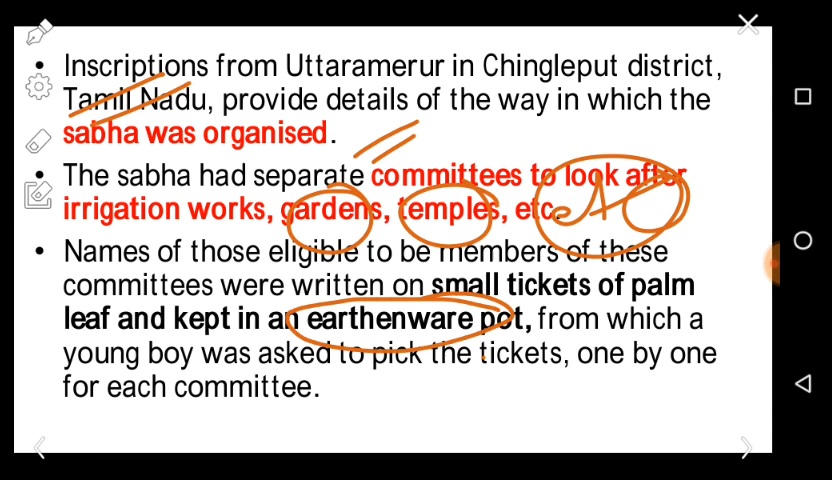 • Inscriptions from Uttaramerur in Chingleput district,
Tamil Nadu, provide details of the way in which the
sabha was organised.
• The sabha had separate committees to look after
irrigation works, gardens, temples, etc.
• Names of those eligible to be members of these
committees were written on small tickets of palm
leaf and kept in an earthenware pot, from which a
young boy was asked to pick the tickets, one by one
for each committee.